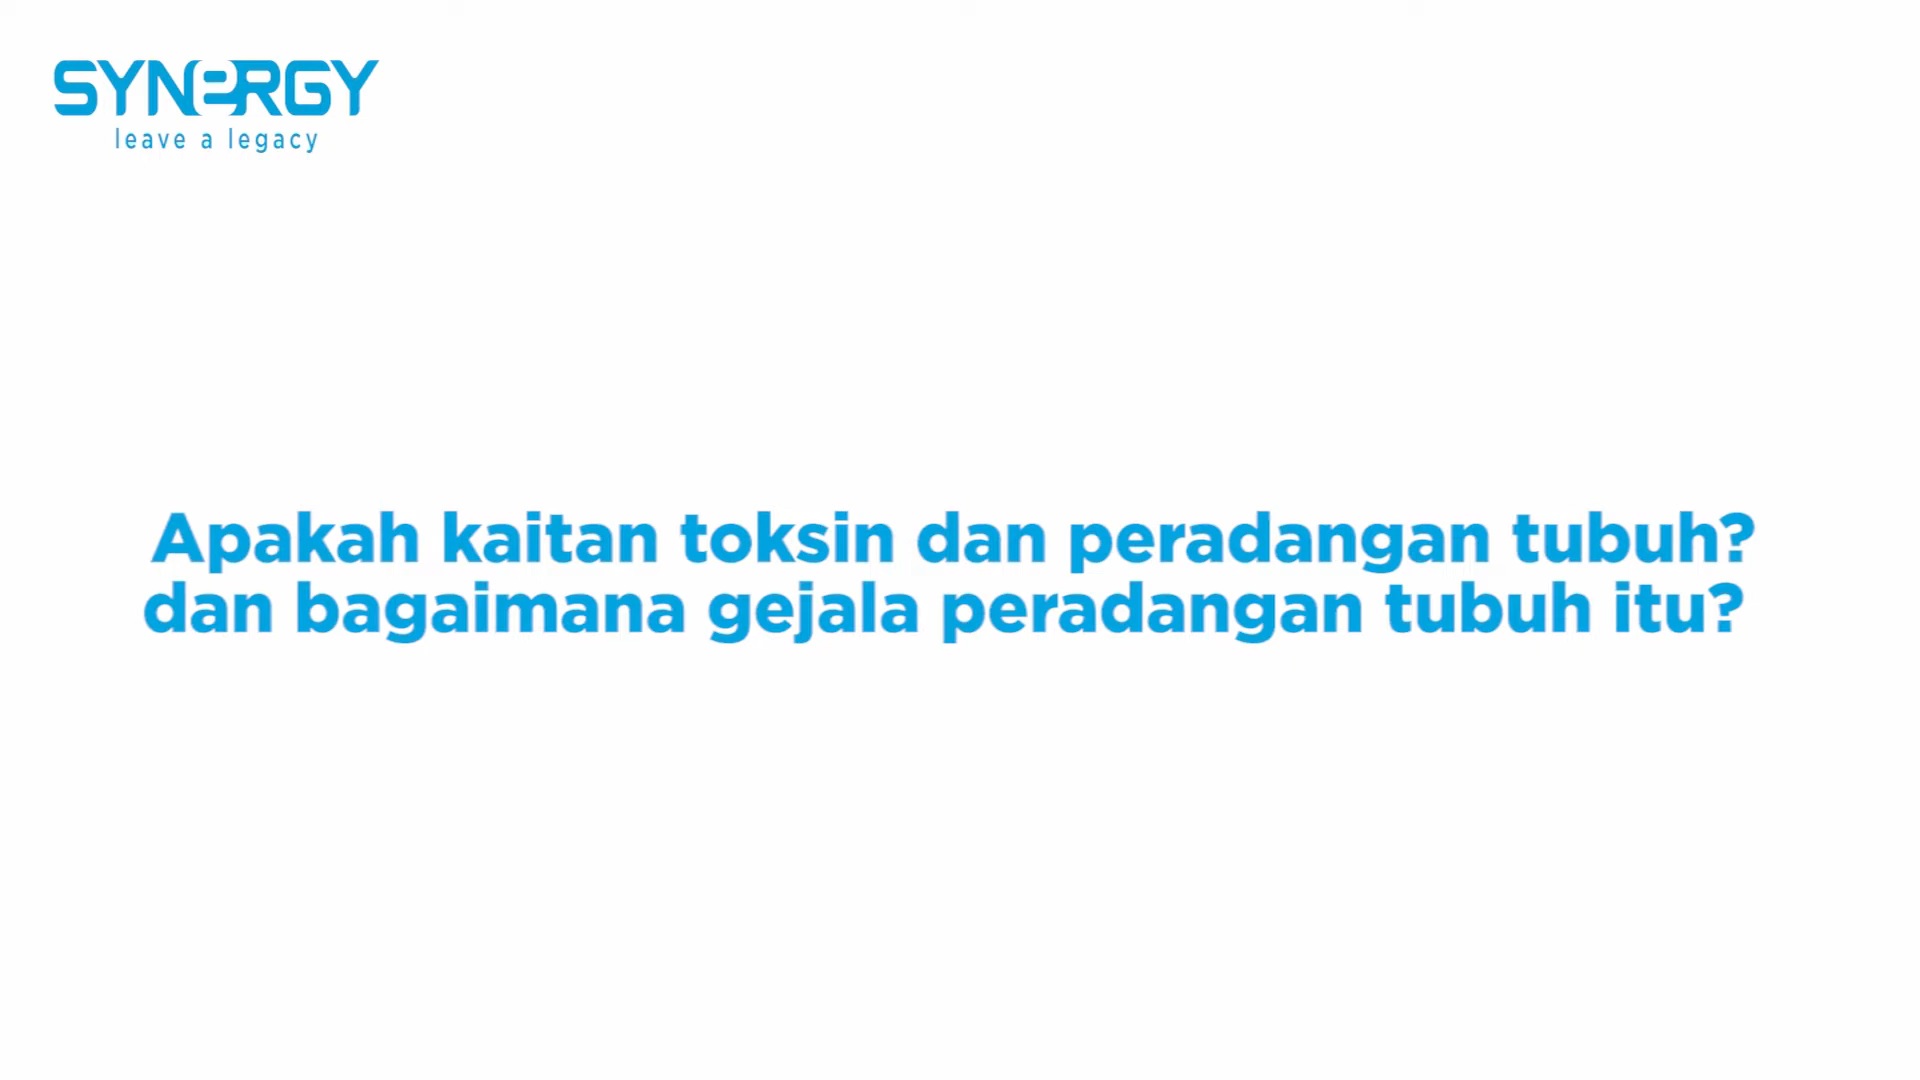 SYNERGY
leave a legacy
Apakah kaitan toksin dan peradangan tubuh?
dan bagaimana gejala peradangan tubuh itu?